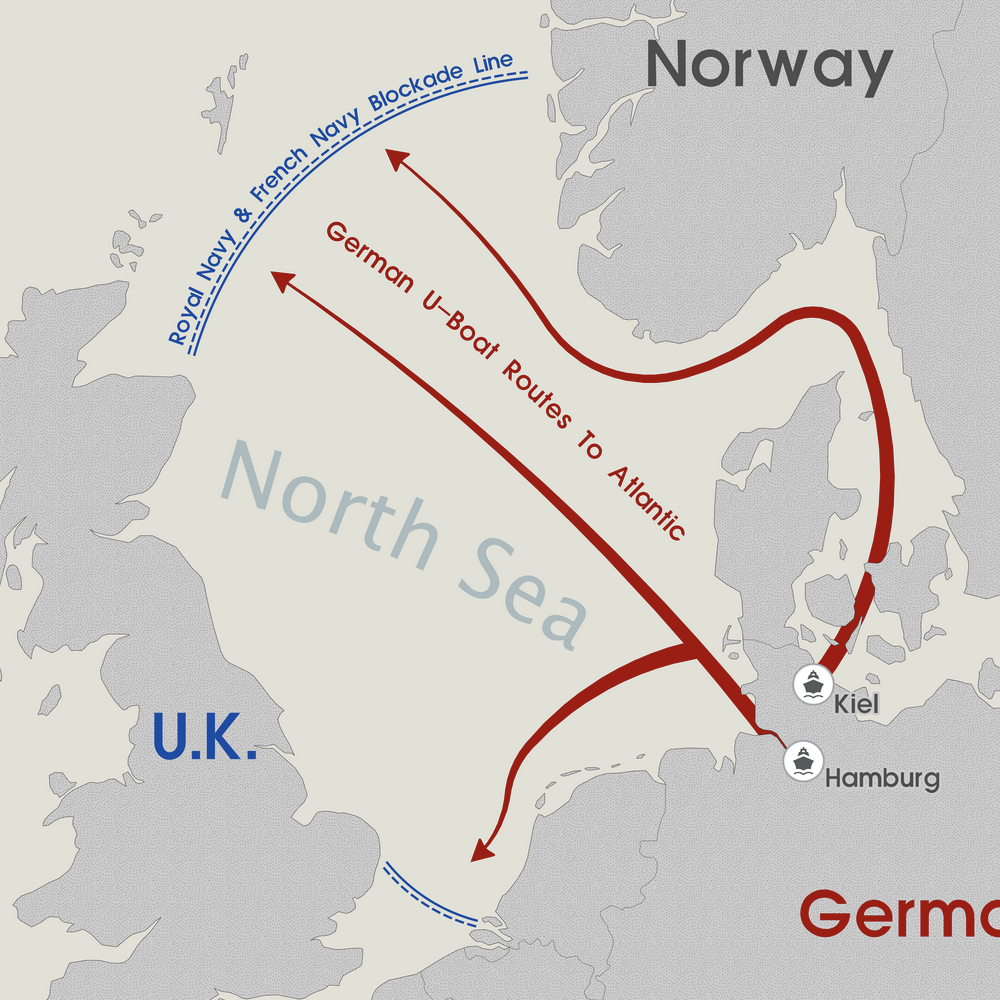 Norway
Royal Navy & French Navy Blockade Line
German U-Boat Routes To Atlantic
North Sea
Kiel
U.K.
Hamburg
Germa